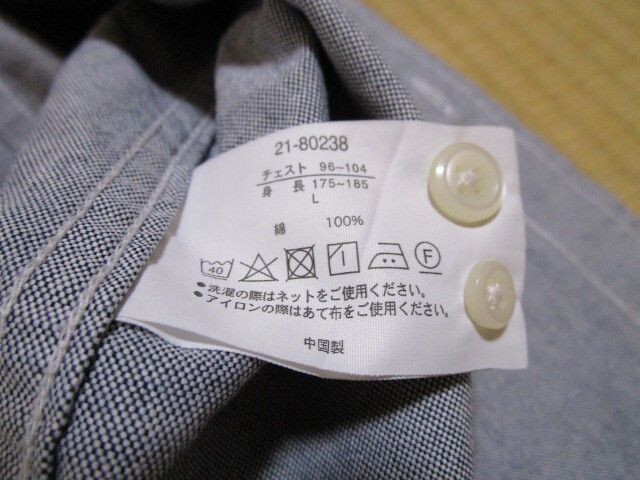 21-80238
チェスト 96~104
身長 175~185
L
綿 100%
40 F
●洗濯の際はネットをご使用ください。
●アイロンの際はあて布をご使用ください。
中国製